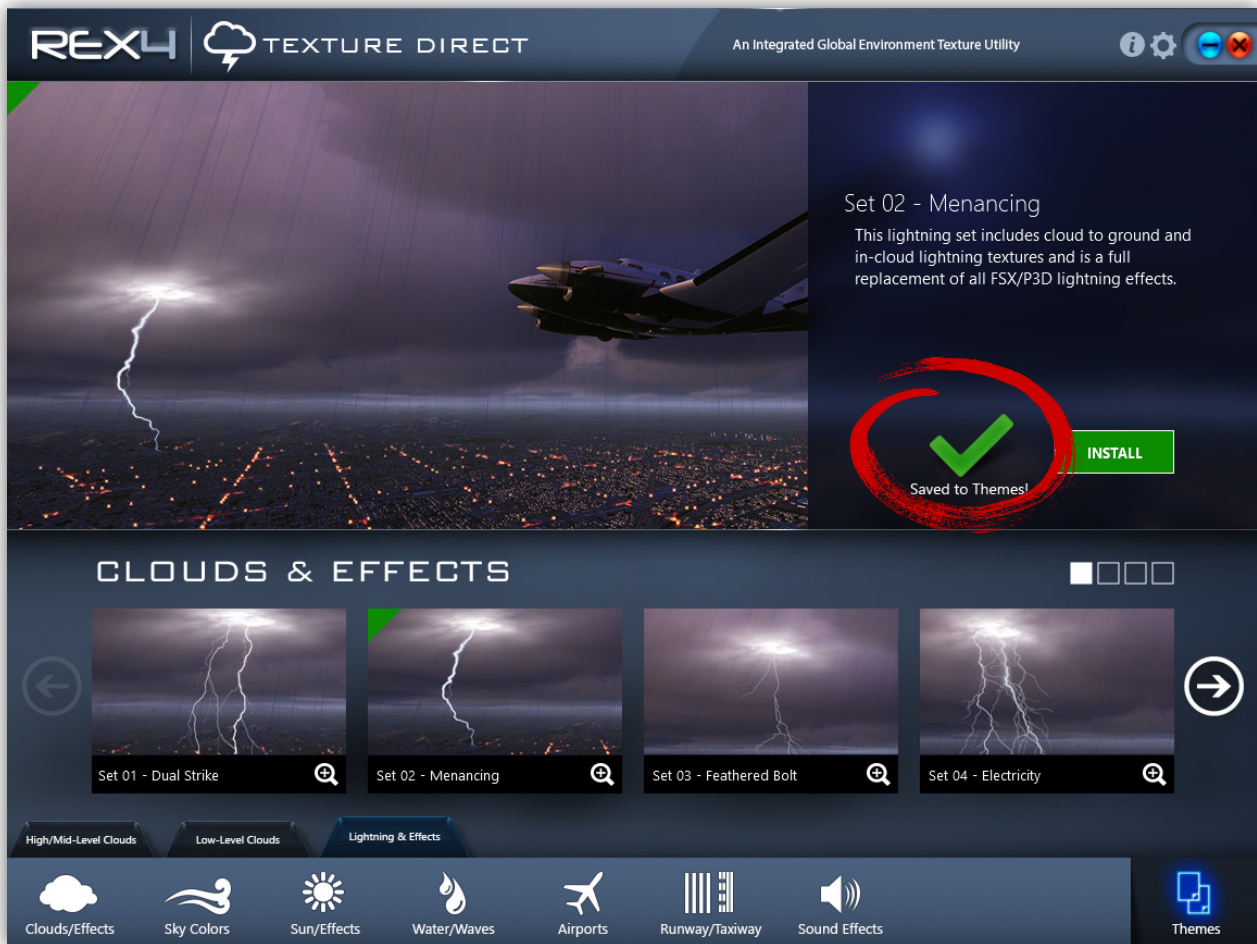 REX4 TEXTURE DIRECT
An Integrated Global Environment Texture Utility
Set 02 - Menancing
This lightning set includes cloud to ground and
in-cloud lightning textures and is a full
replacement of all FSX/P3D lightning effects.
INSTALL
Saved to Themes!
CLOUDS & EFFECTS
Set 01 - Dual Strike
Set 02 - Menancing
Set 03 - Feathered Bolt
Set 04 - Electricity
High/Mid-Level Clouds
Low-Level Clouds
Lightning & Effects
Clouds/Effects
Sky Colors
Sun/Effects
Water/Waves
Airports
Runway/Taxiway
Sound Effects
Themes